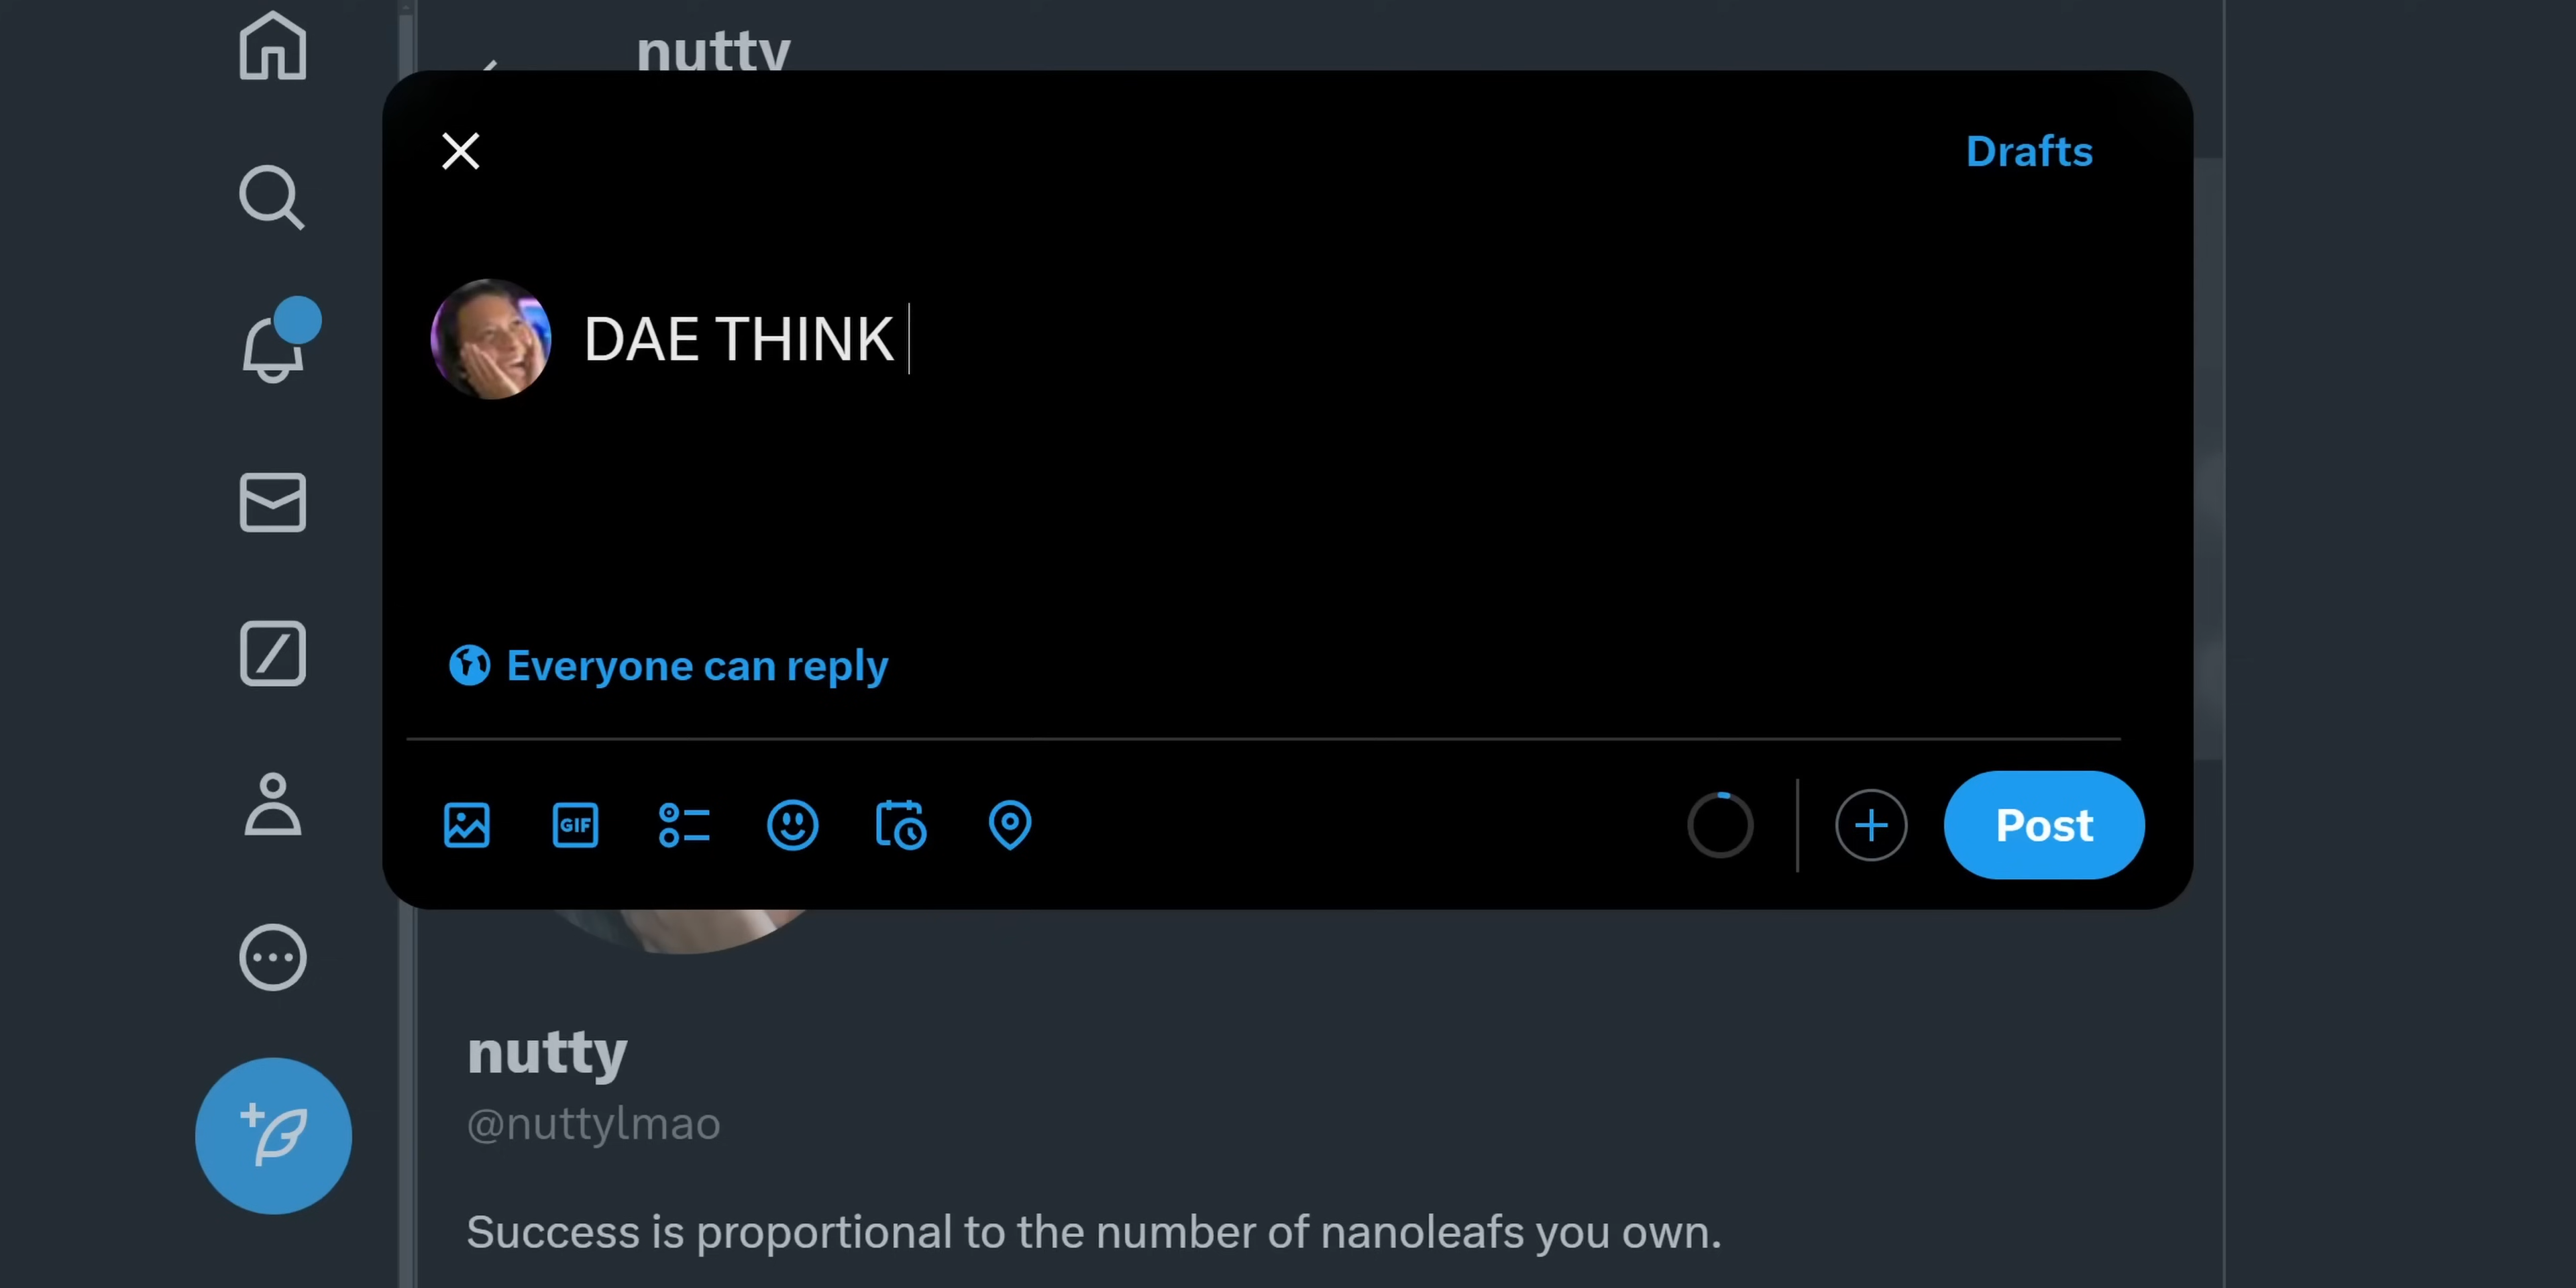 nutty
Drafts
DAE THINK
Everyone can reply
GIF
Post
nutty
@nuttylmao
Success is proportional to the number of nanoleafs you own.